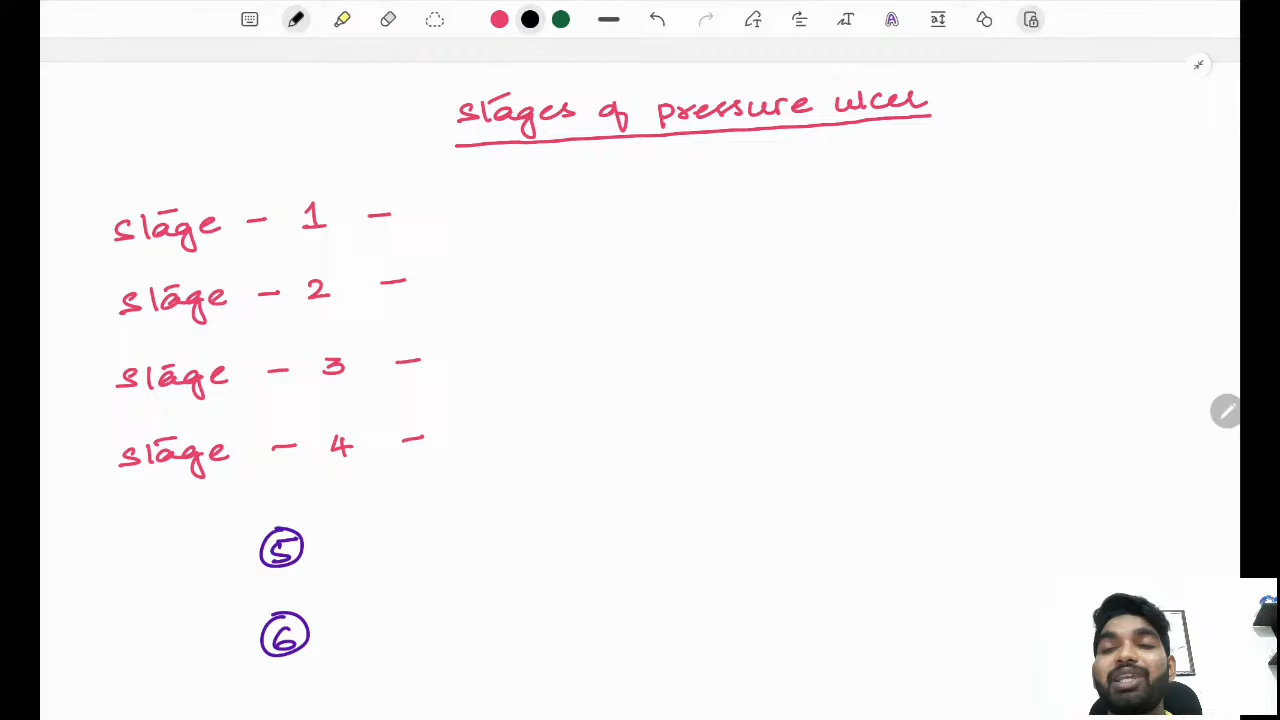 stages of pressure ulcer
stage - 1 -
stage - 2 -
stage - 3 -
stage - 4 -
5
6